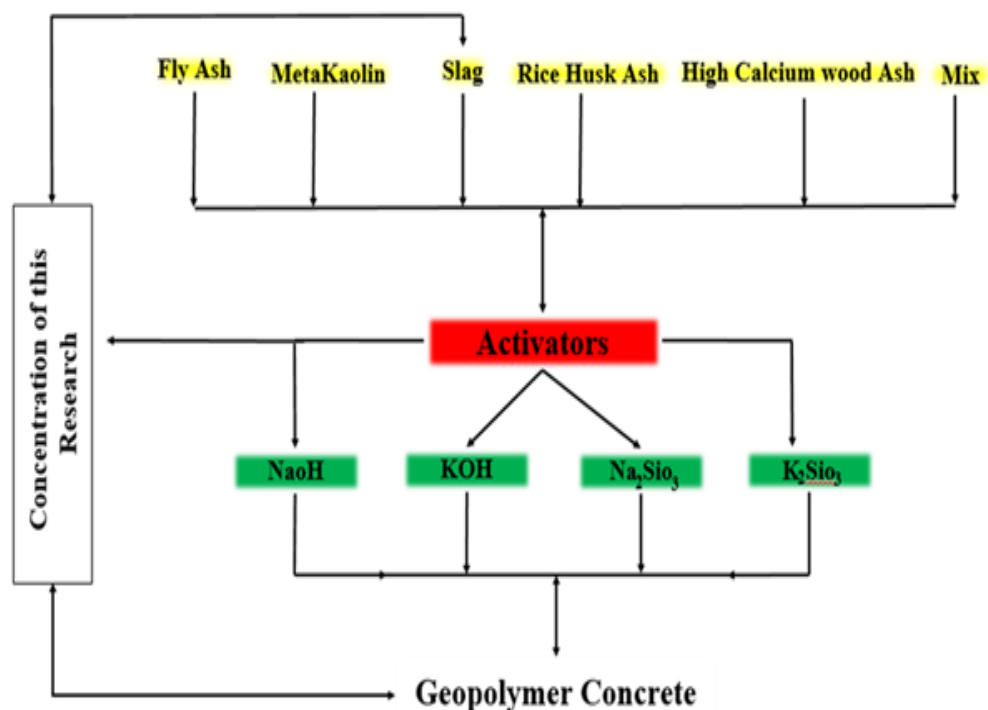 Fly Ash
MetaKaolin
Slag
Rice Husk Ash
High Calcium wood Ash
Mix
Concentration of this
Research
Activators
NaoH
KOH
Na₂Sio₃
K₂Sio₃
Geopolymer Concrete